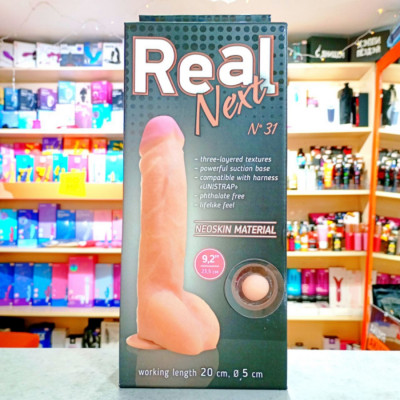 Real
Next
N° 31
- three-layered textures
- powerful suction base
- compatible with harness
«UNISTRAP»
- phthalate free
- lifelike feel
NEOSKIN MATERIAL
9,2"
working length 20 cm, Ø 5 cm